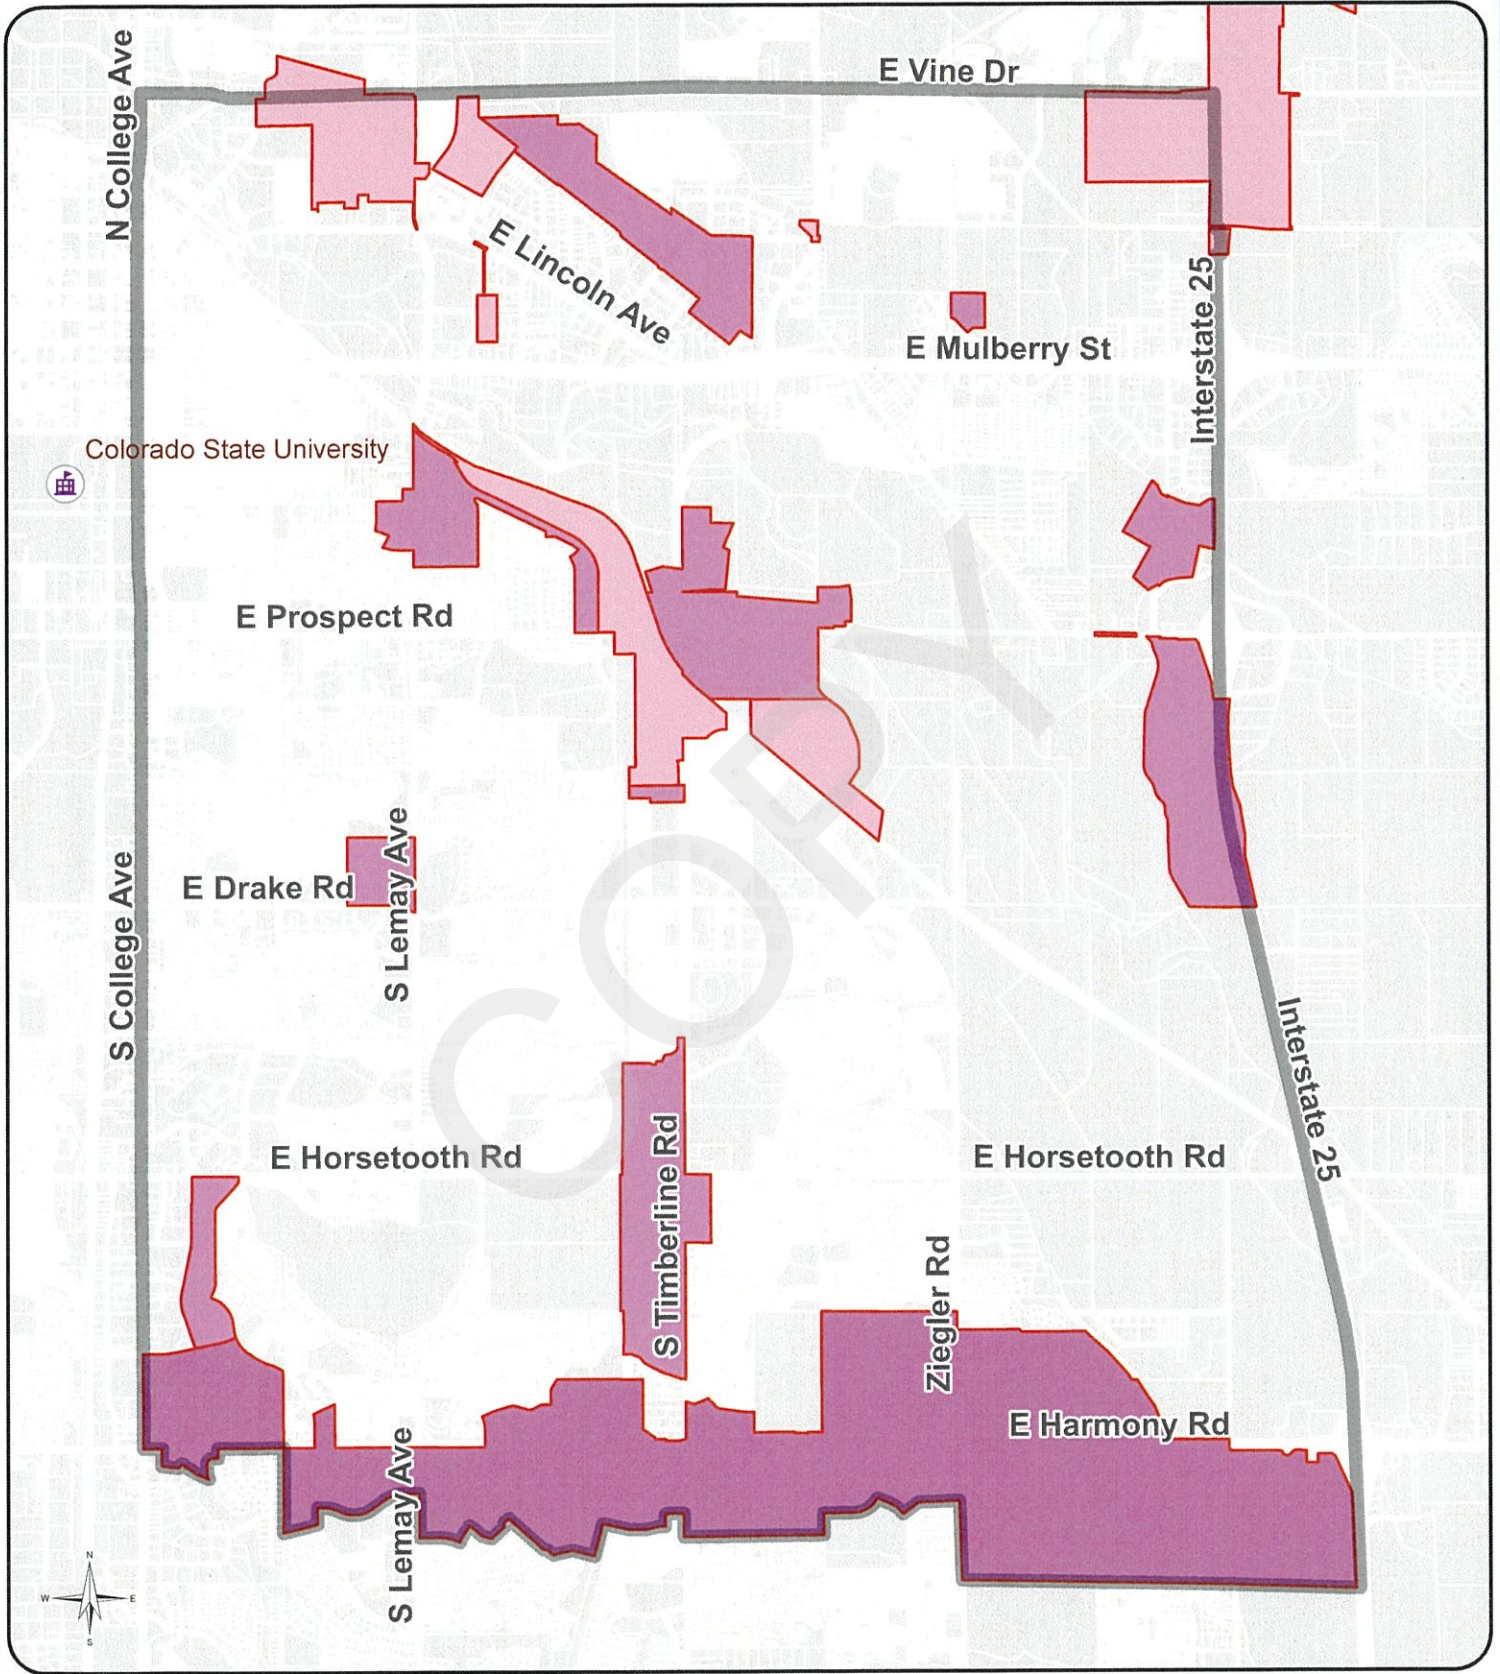 E Vine Dr
N College Ave
E Lincoln Ave
Interstate 25
E Mulberry St
Colorado State University
E Prospect Rd
S Lemay Ave
E Drake Rd
S College Ave
COPY
Interstate 25
E Horsetooth Rd
E Horsetooth Rd
S Timberline Rd
Ziegler Rd
E Harmony Rd
S Lemay Ave
N
W
E
S